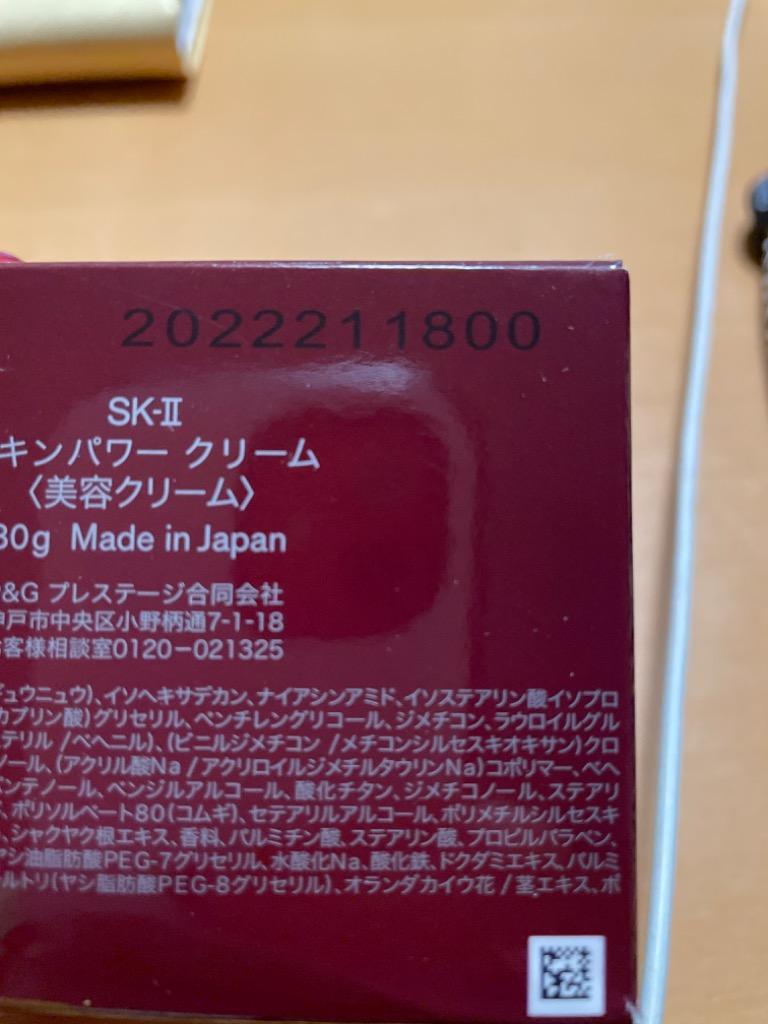 2022211800
SK-II
キンパワー クリーム
〈美容クリーム〉
80g Made in Japan
&G プレステージ合同会社
神戸市中央区小野柄通7-1-18
お客様相談室0120-021325
ギュウニュウ)、イソヘキサデカン、ナイアシンアミド、イソステアリン酸イソプロ
カプリン酸)グリセリル、ペンチレングリコール、ジメチコン、ラウロイルグル
テリル/ベヘニル)、(ビニルジメチコン/メチコンシルセスキオキサン)クロ
ノール、(アクリル酸Na/アクリロイルジメチルタウリンNa)コポリマー、ベヘ
パンテノール、ベンジルアルコール、酸化チタン、ジメチコノール、ステアリ
、ポリソルベート80(コムギ)、セテアリルアルコール、ポリメチルシルセスキ
、シャクヤク根エキス、香料、パルミチン酸、ステアリン酸、プロピルパラベン、
ヤシ油脂肪酸PEG-7グリセリル、水酸化Na、酸化鉄、ドクダミエキス、パルミ
ルトリ(ヤシ脂肪酸PEG-8グリセリル)、オランダカイウ花/茎エキス、ポ